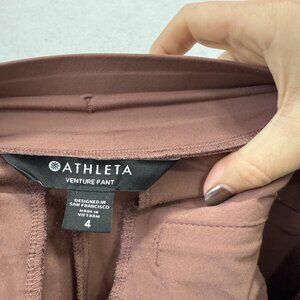 ATHLETA
VENTURE PANT
DESIGNED IN
SAN FRANCISCO
MADE IN
VIETNAM
4